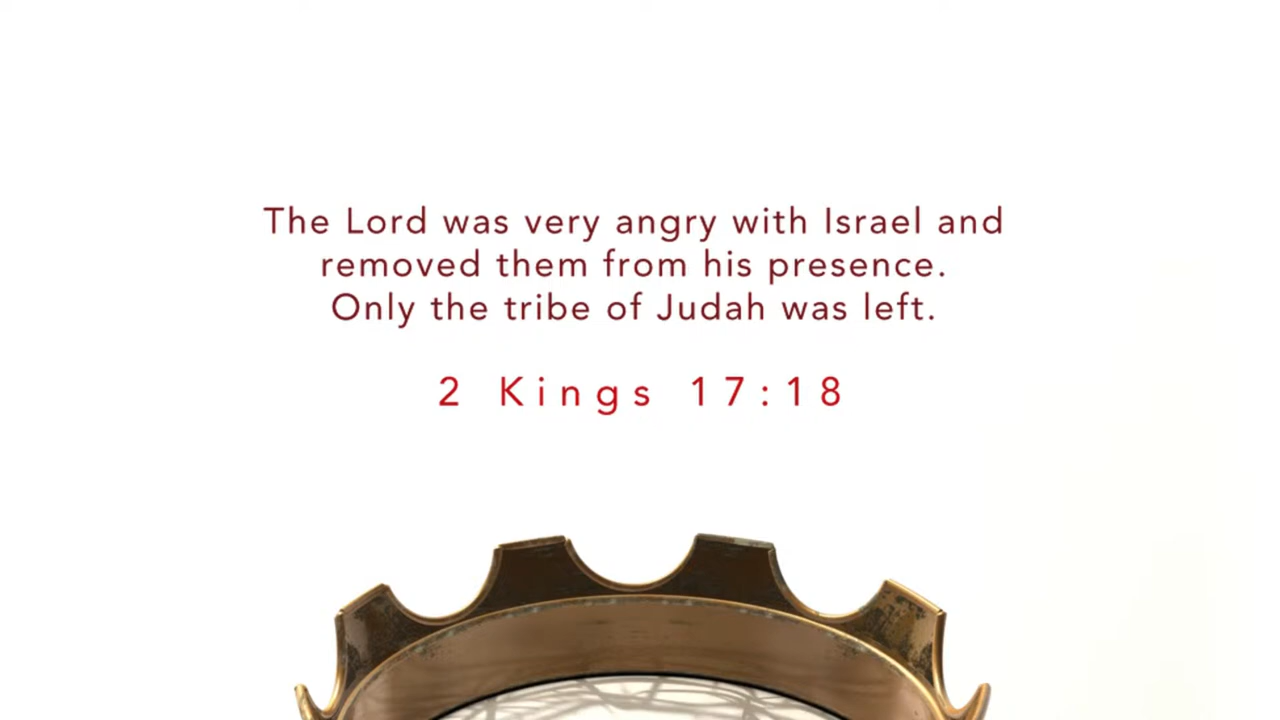 The Lord was very angry with Israel and
removed them from his presence.
Only the tribe of Judah was left.
2 Kings 17:18